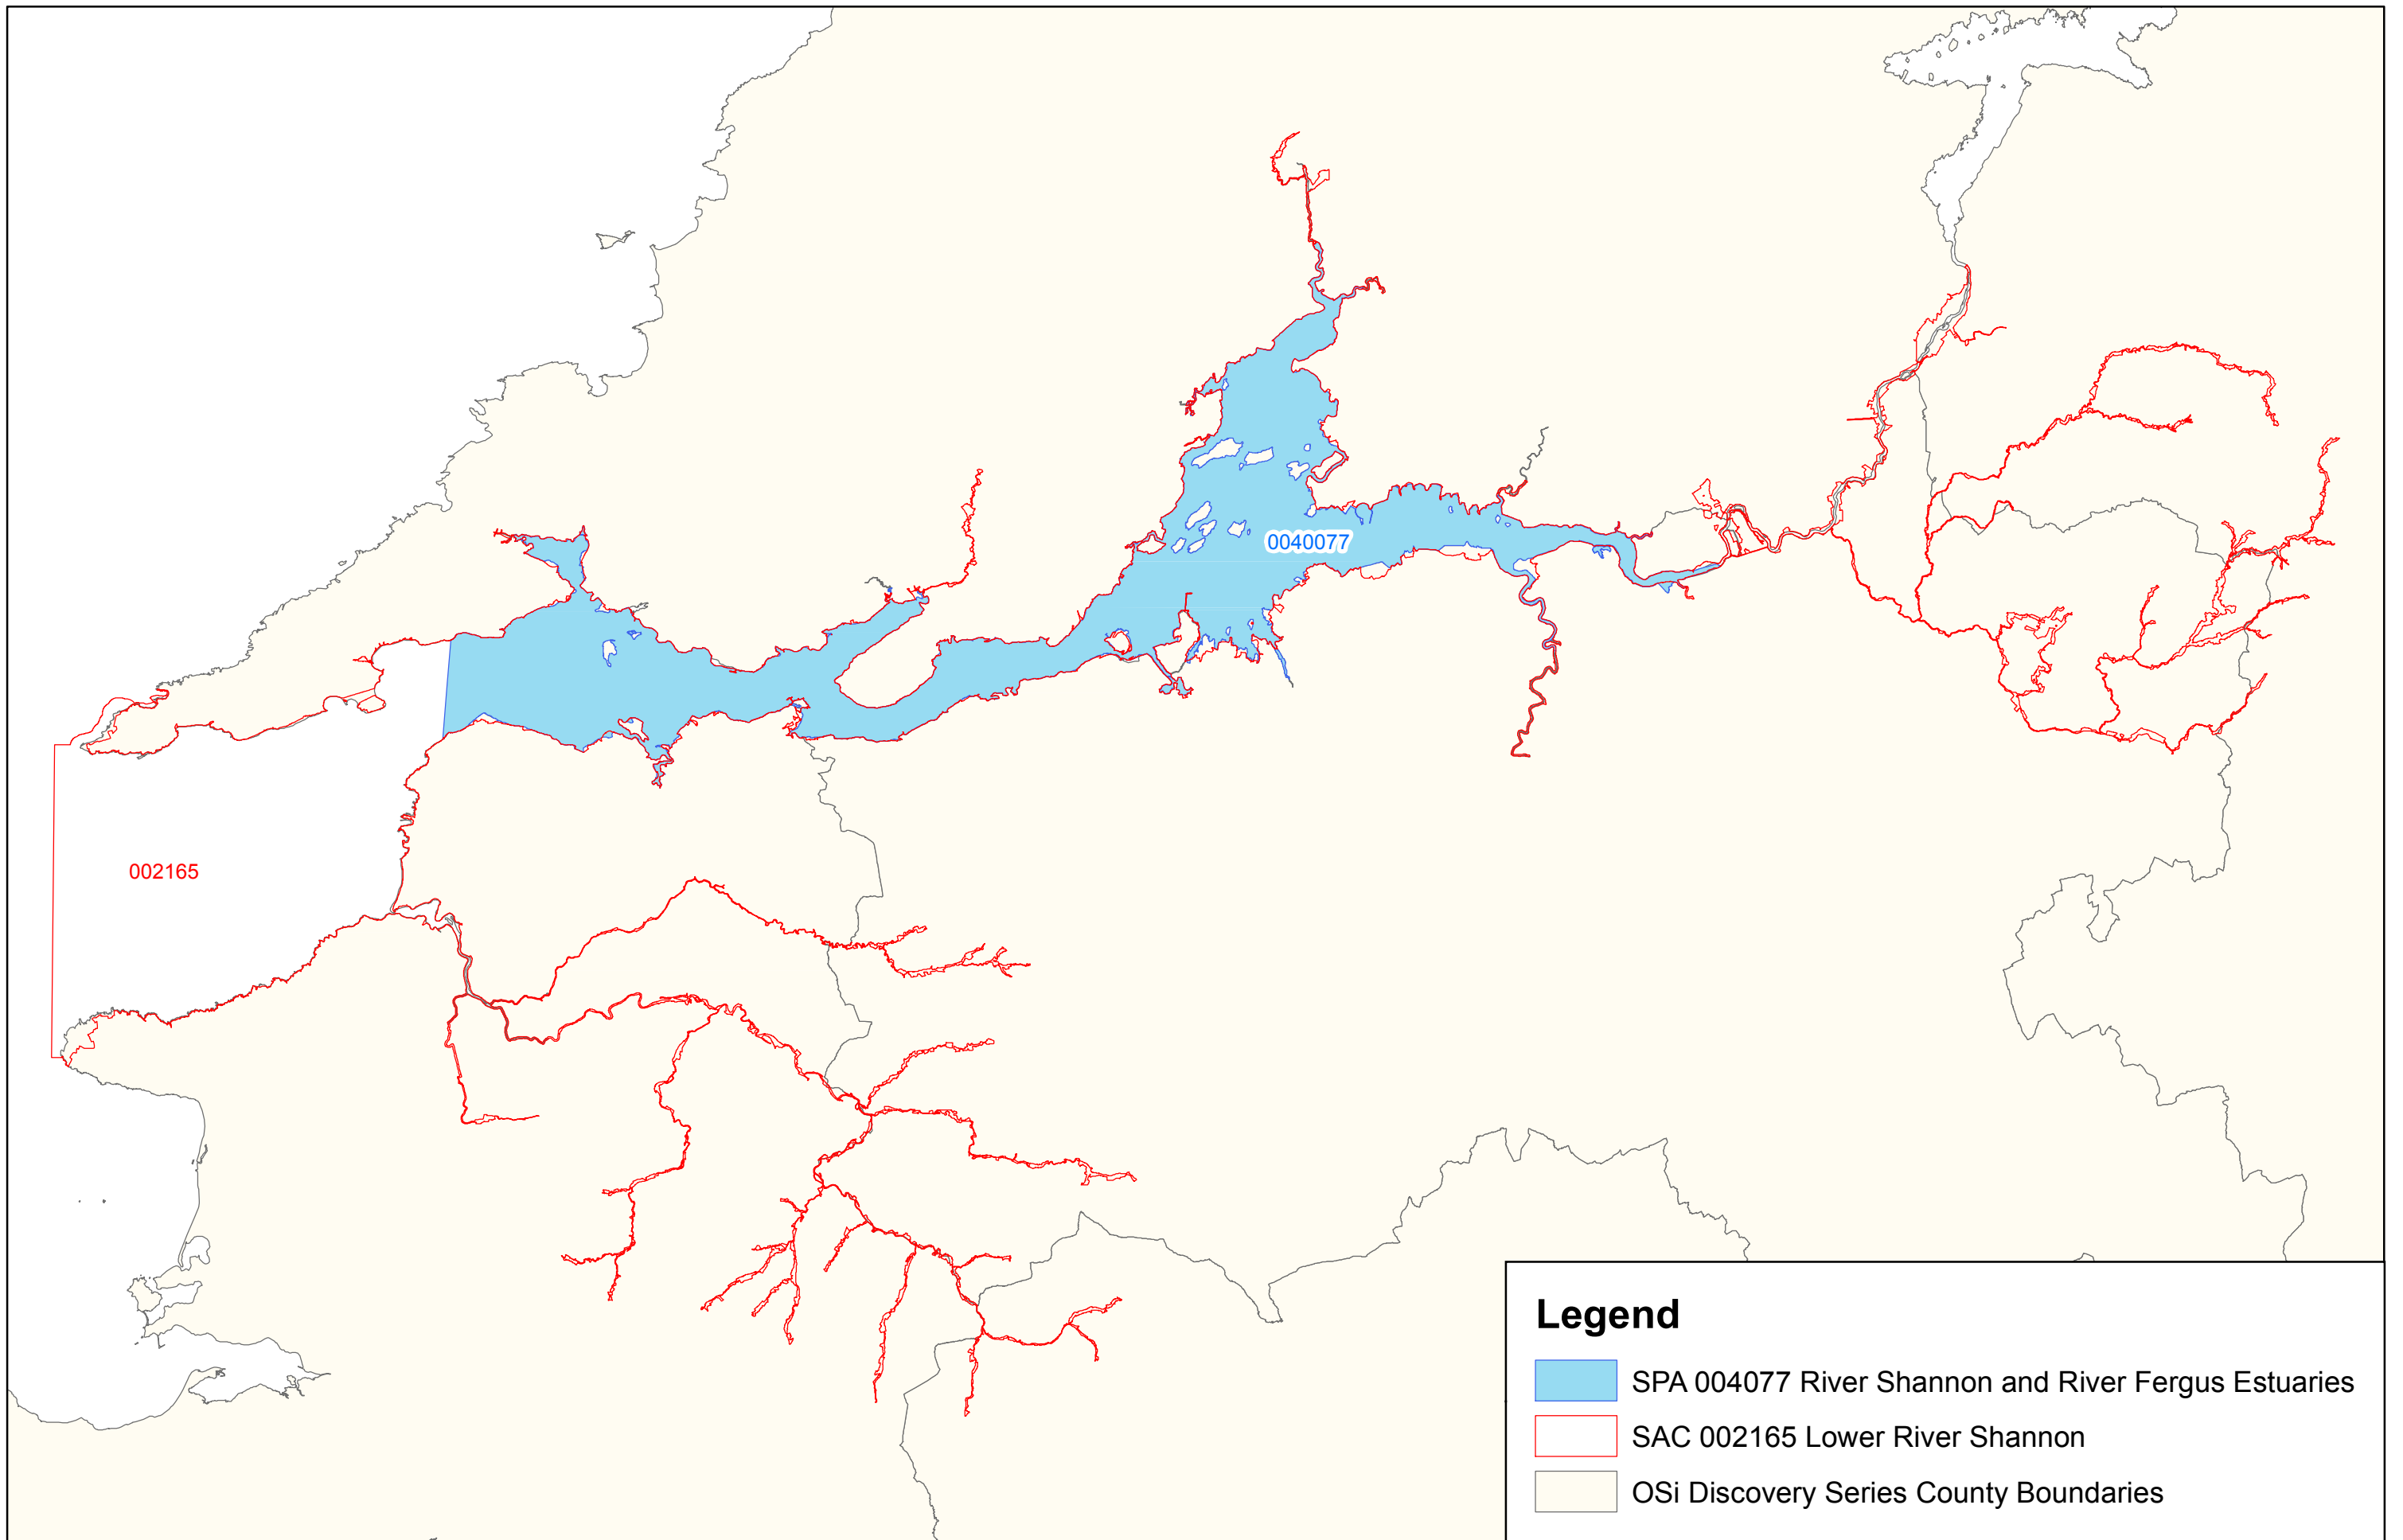 0040077
002165
Legend
SPA 004077 River Shannon and River Fergus Estuaries
SAC 002165 Lower River Shannon
OSi Discovery Series County Boundaries